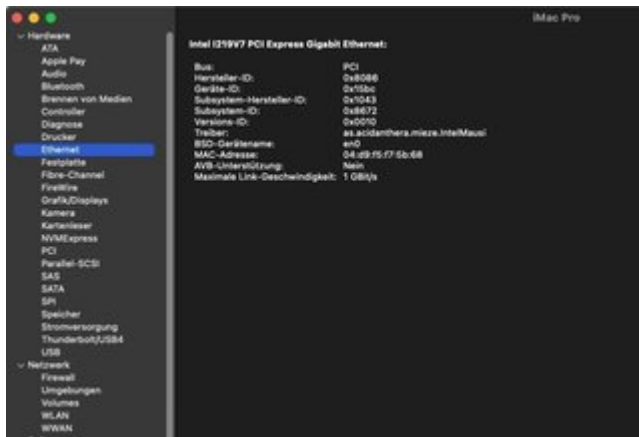 iMac Pro
Hardware
ATA
Apple Pay
Audio
Bluetooth
Brennen von Medien
Controller
Diagnose
Drucker
Ethernet
Festplatte
Fibre-Channel
FireWire
Grafik/Displays
Kamera
Kartenleser
NVMExpress
PCI
Parallel-SCSI
SAS
SATA
SPI
Speicher
Stromversorgung
Thunderbolt/USB4
USB
Netzwerk
Firewall
Umgebungen
Volumes
WLAN
WWAN
Intel I219V7 PCI Express Gigabit Ethernet:
Bus: PCI
Hersteller-ID: 0x8086
Geräte-ID: 0x15bc
Subsystem-Hersteller-ID: 0x1043
Subsystem-ID: 0x8672
Versions-ID: 0x0010
Treiber: as.acidanthera.mieze.IntelMausi
BSD-Gerätename: en0
MAC-Adresse: 04:d9:f5:f7:5b:68
AVB-Unterstützung: Nein
Maximale Link-Geschwindigkeit: 1 GBit/s